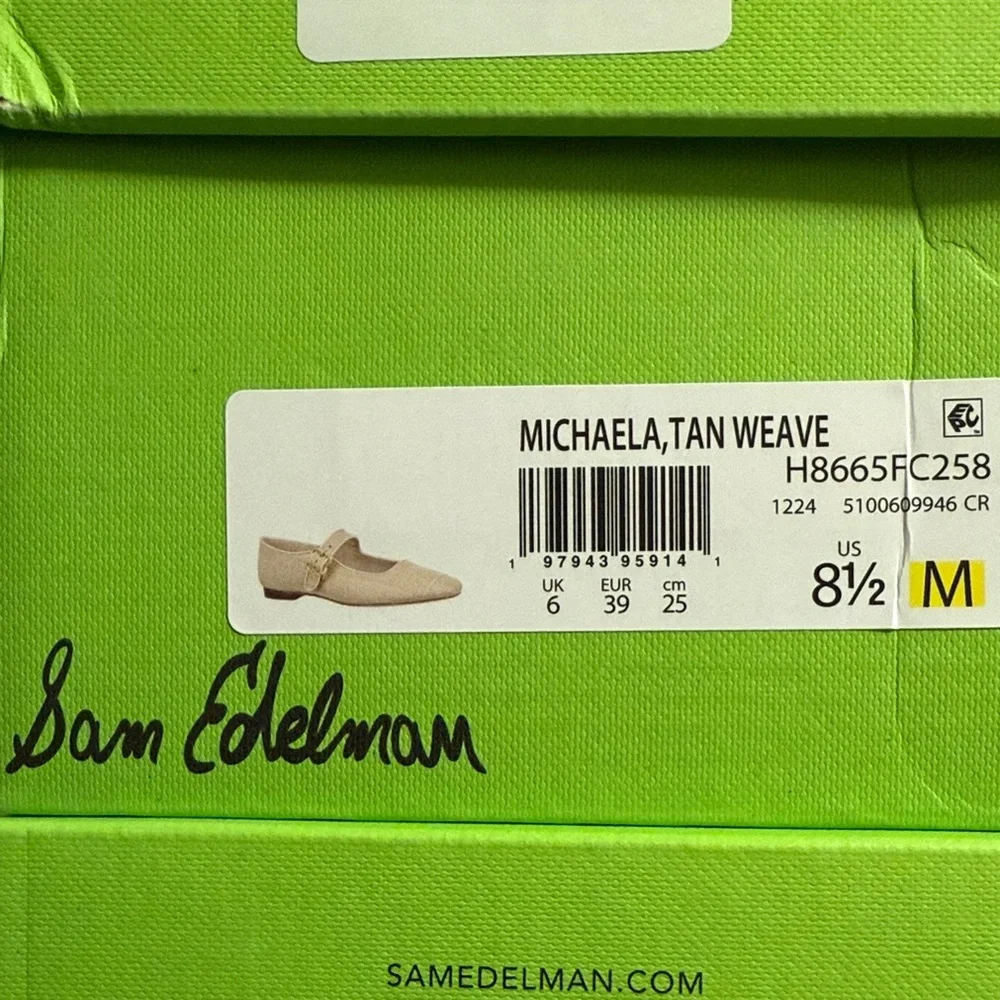 MICHAELA,TAN WEAVE
EPC
H8665FC258
1224 5100609946 CR
1 97943 95914 1
UK EUR cm
6 39 25
US
8½ M
Sam Edelman
SAMEDELMAN.COM